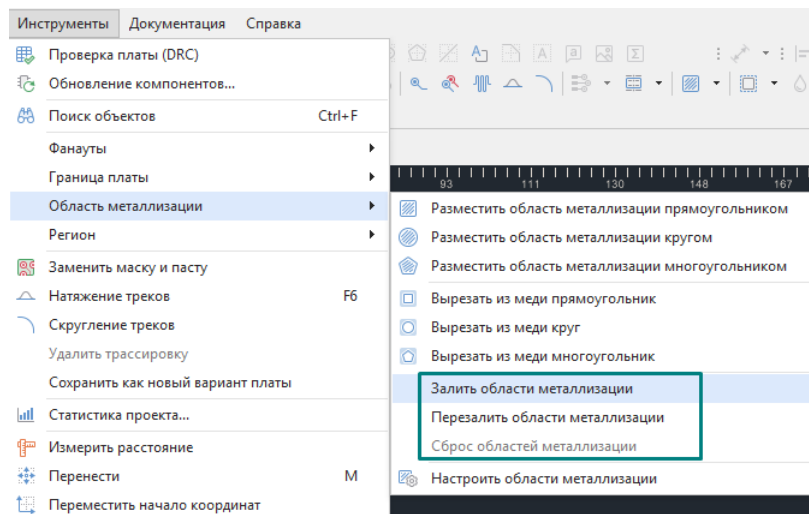 Инструменты Документация Справка
Проверка платы (DRC)
Обновление компонентов...
Поиск объектов Ctrl+F
Фанауты
Граница платы
93 111 130 148 167
Область металлизации
Разместить область металлизации прямоугольником
Регион
Разместить область металлизации кругом
Заменить маску и пасту
Разместить область металлизации многоугольником
Натяжение треков F6
Вырезать из меди прямоугольник
Скругление треков
Вырезать из меди круг
Удалить трассировку
Вырезать из меди многоугольник
Сохранить как новый вариант платы
Залить области металлизации
Статистика проекта...
Перезалить области металлизации
Измерить расстояние
Сброс областей металлизации
Перенести M
Настроить области металлизации
Переместить начало координат